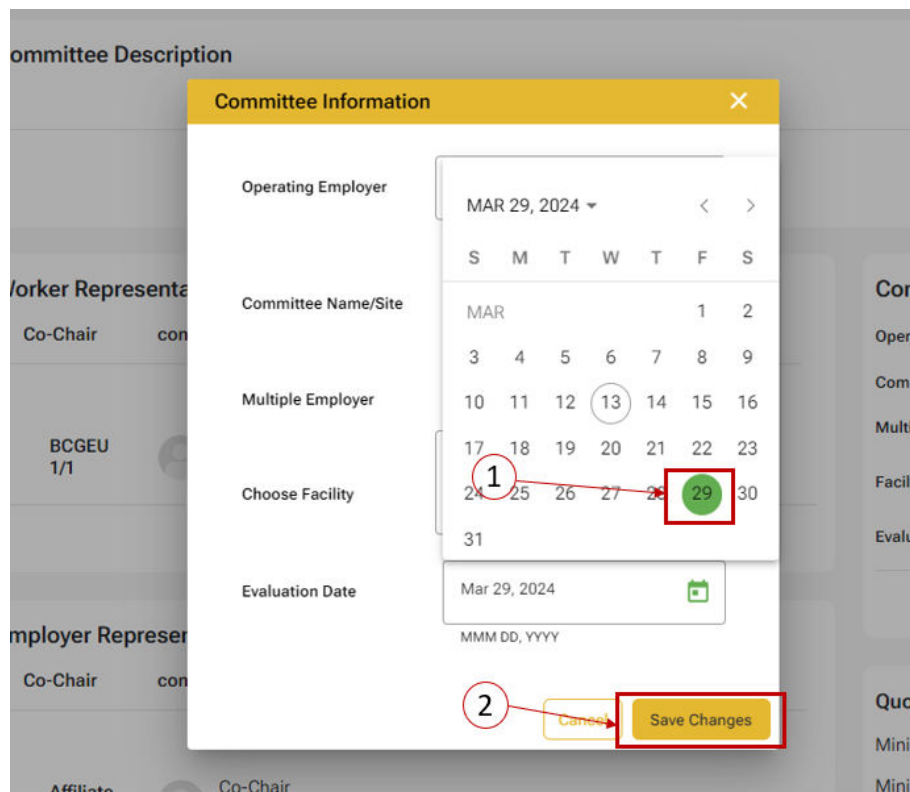 ommittee Description
Committee Information
Operating Employer
MAR 29, 2024
S M T W T F S
MAR 1 2
3 4 5 6 7 8 9
10 11 12 13 14 15 16
17 18 19 20 21 22 23
24 25 26 27 28 29 30
31
1
Committee Name/Site
Multiple Employer
Choose Facility
Evaluation Date
Mar 29, 2024
MMM DD, YYYY
2
Cancel
Save Changes
orker Representa
Co-Chair con
BCGEU
1/1
mployer Represen
Co-Chair con
Affiliate
Co-Chair
Con
Oper
Com
Multi
Facil
Evalu
Quo
Mini
Mini